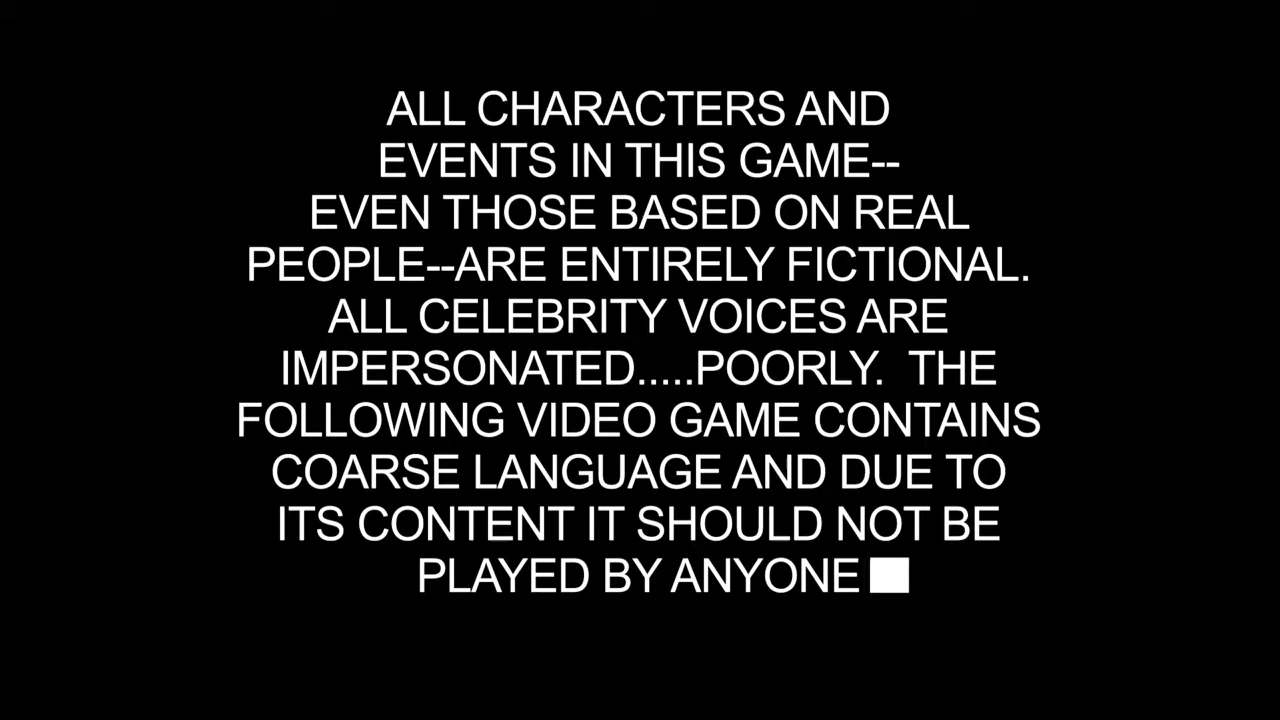 ALL CHARACTERS AND
EVENTS IN THIS GAME--
EVEN THOSE BASED ON REAL
PEOPLE--ARE ENTIRELY FICTIONAL.
ALL CELEBRITY VOICES ARE
IMPERSONATED.....POORLY.  THE
FOLLOWING VIDEO GAME CONTAINS
COARSE LANGUAGE AND DUE TO
ITS CONTENT IT SHOULD NOT BE
PLAYED BY ANYONE ■